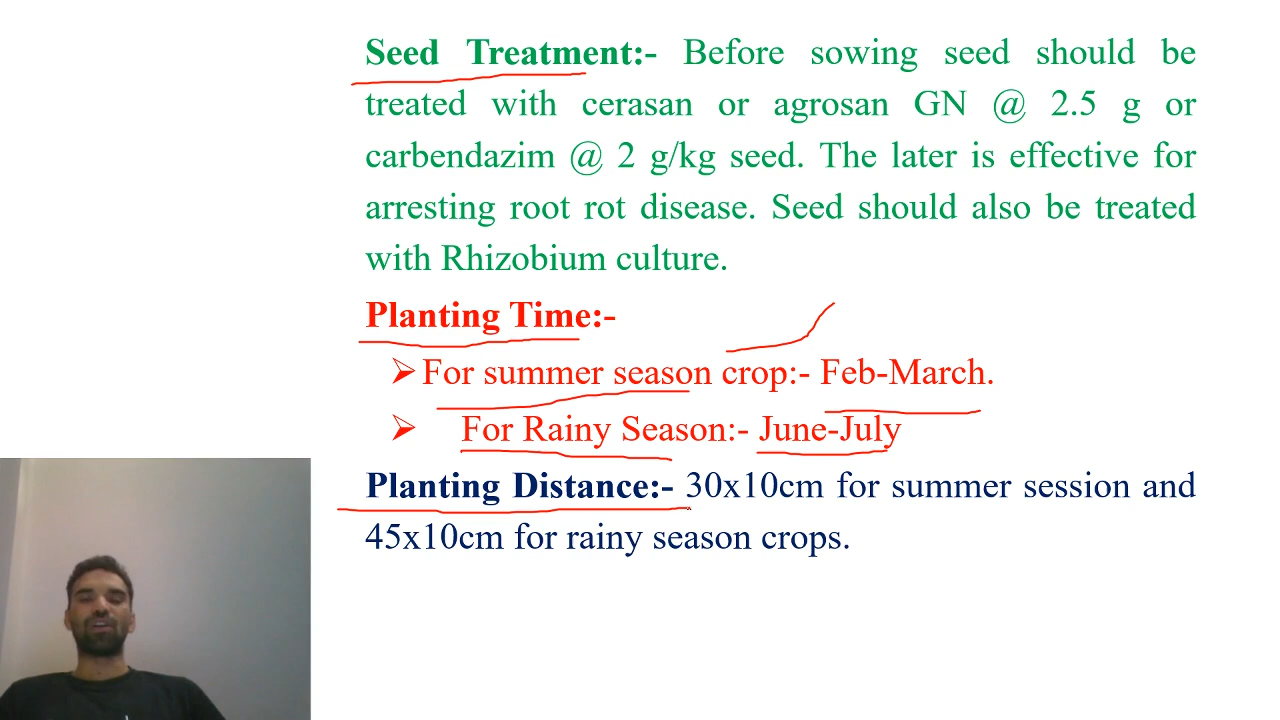 Seed Treatment:- Before sowing seed should be
treated with cerasan or agrosan GN @ 2.5 g or
carbendazim @ 2 g/kg seed. The later is effective for
arresting root rot disease. Seed should also be treated
with Rhizobium culture.
Planting Time:-
➢For summer season crop:- Feb-March.
➢ For Rainy Season:- June-July
Planting Distance:- 30x10cm for summer session and
45x10cm for rainy season crops.